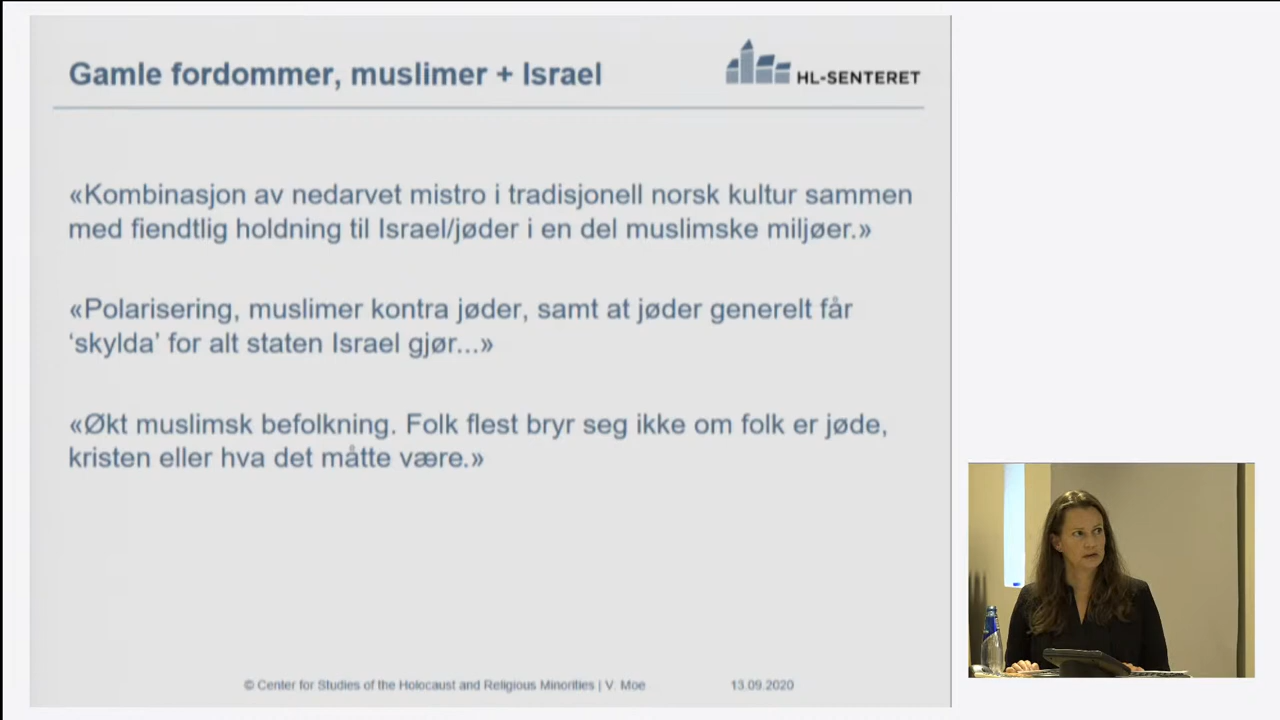 Gamle fordommer, muslimer + Israel
HL-SENTERET
«Kombinasjon av nedarvet mistro i tradisjonell norsk kultur sammen
med fiendtlig holdning til Israel/jøder i en del muslimske miljøer.»
«Polarisering, muslimer kontra jøder, samt at jøder generelt får
‘skylda’ for alt staten Israel gjør...»
«Økt muslimsk befolkning. Folk flest bryr seg ikke om folk er jøde,
kristen eller hva det måtte være.»
© Center for Studies of the Holocaust and Religious Minorities | V. Moe
13.09.2020